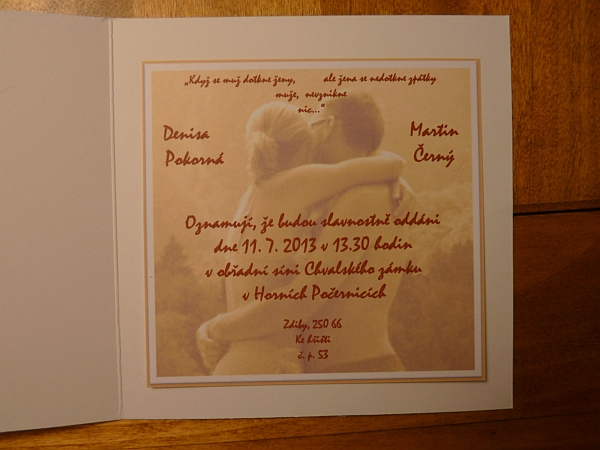 „Když se muž dotkne ženy, ale žena se nedotkne zpátky
muže, nevznikne
nic..."
Denisa
Pokorná
Martin
Černý
Oznamují, že budou slavnostně oddáni
dne 11. 7. 2013 v 13.30 hodin
v obřadní síni Chvalského zámku
v Horních Počernicích
Zdiby, 250 66
Ke hřišti
č. p. 53